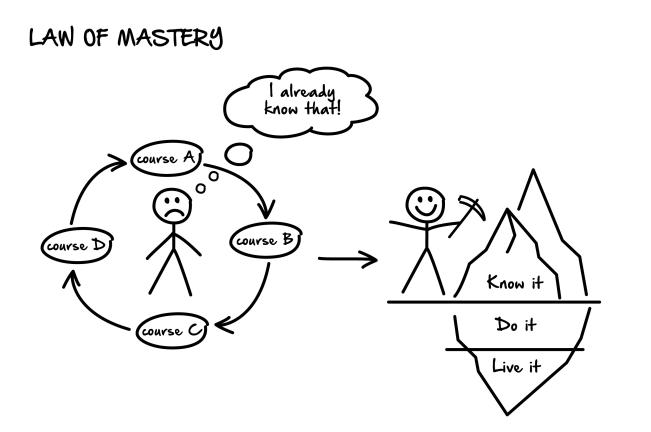 LAW OF MASTERY
I already
know that!
course A
course B
course C
course D
Know it
Do it
Live it